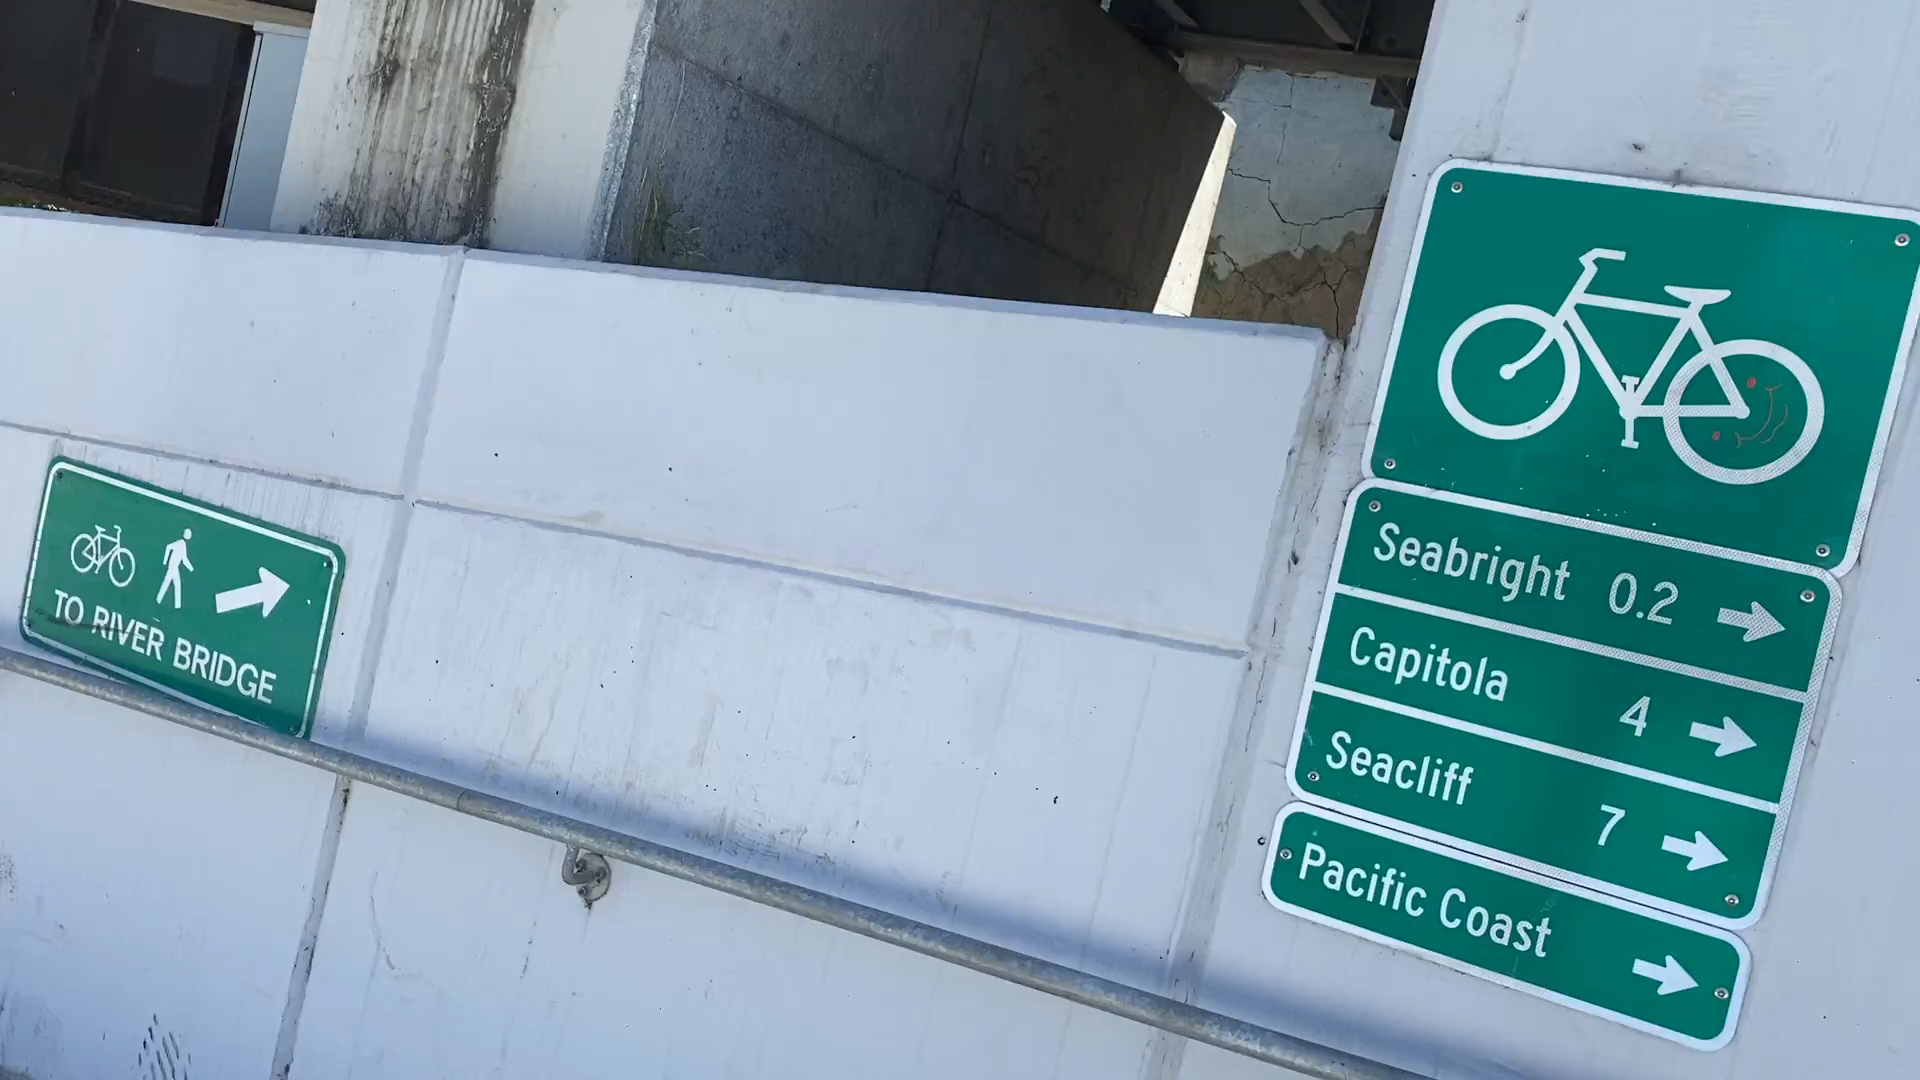 TO RIVER BRIDGE
Seabright 0.2
Capitola 4
Seacliff 7
Pacific Coast